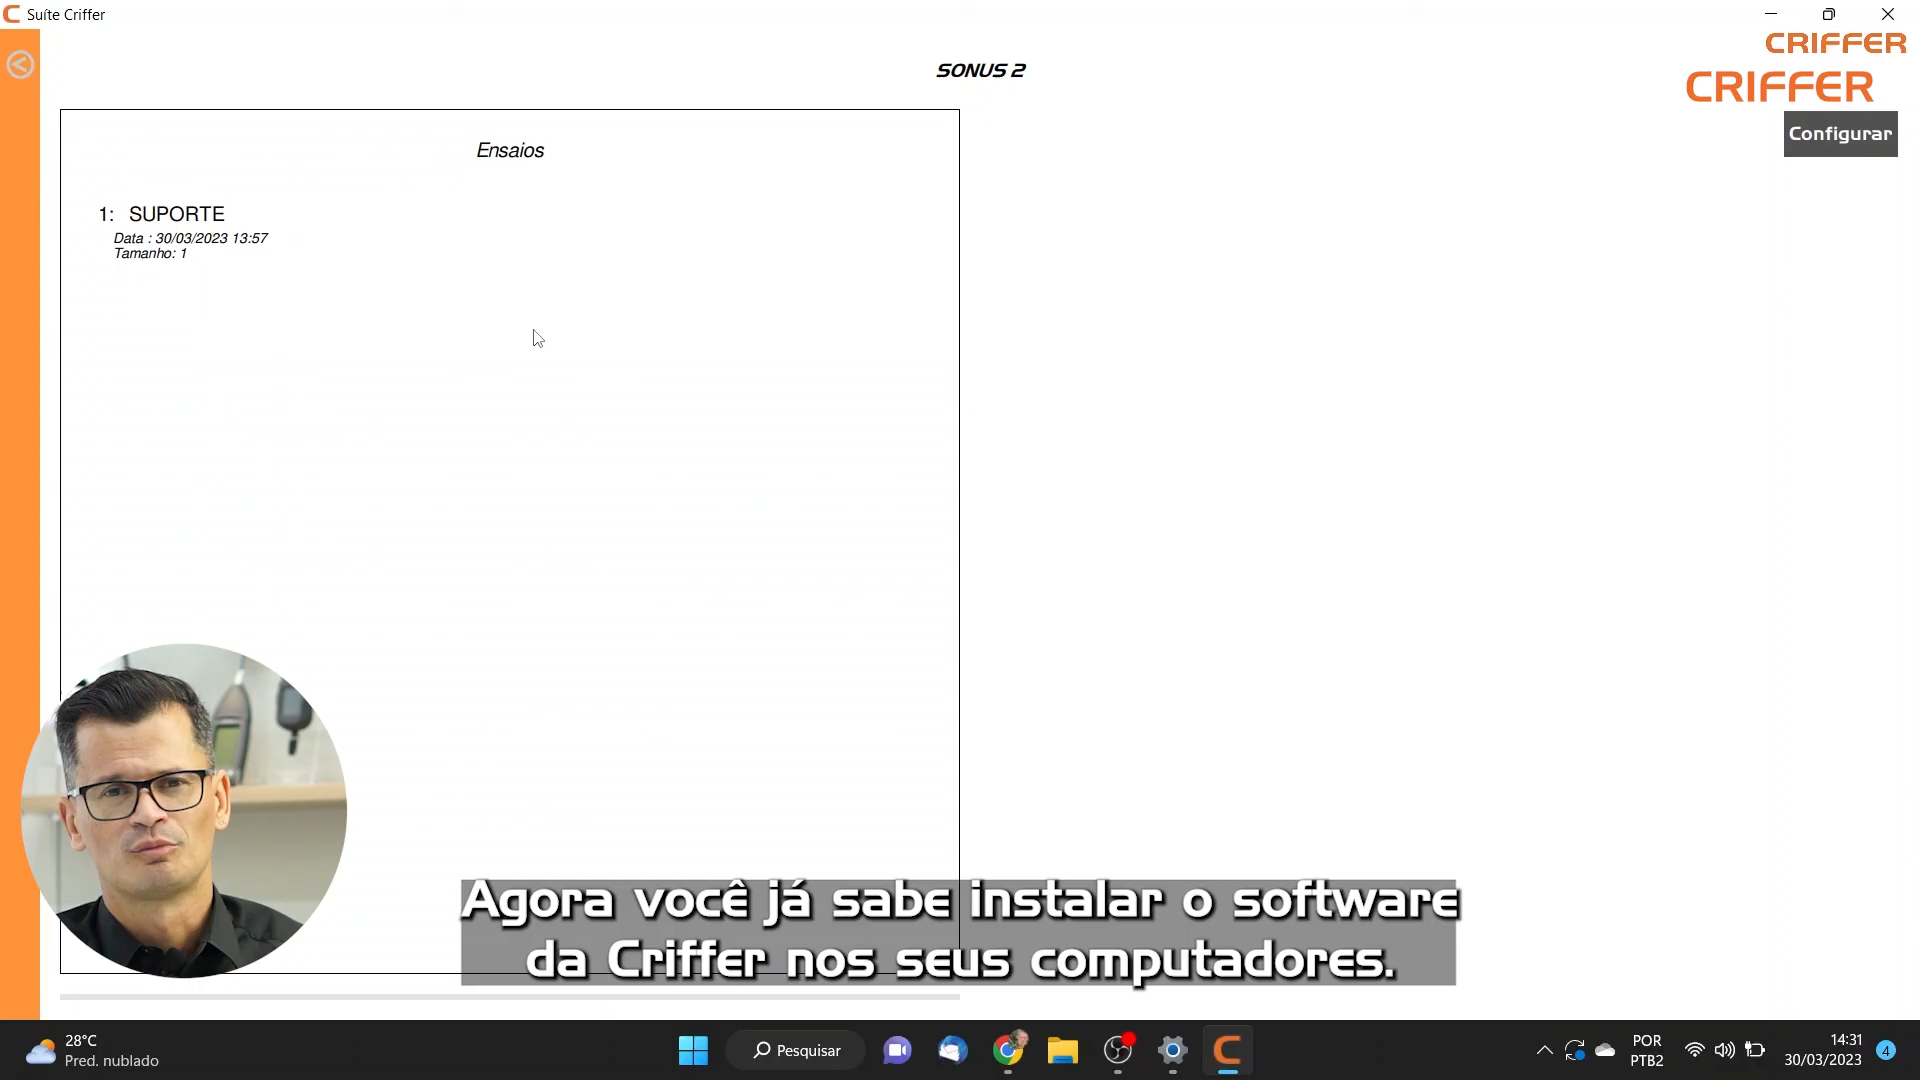 Suíte Criffer
CRIFFER
SONUS 2
CRIFFER
Configurar
Ensaios
1: SUPORTE
Data : 30/03/2023 13:57
Tamanho: 1
Agora você já sabe instalar o software
da Criffer nos seus computadores.
28°C
Pred. nublado
Pesquisar
POR
PTB2
14:31
30/03/2023
4